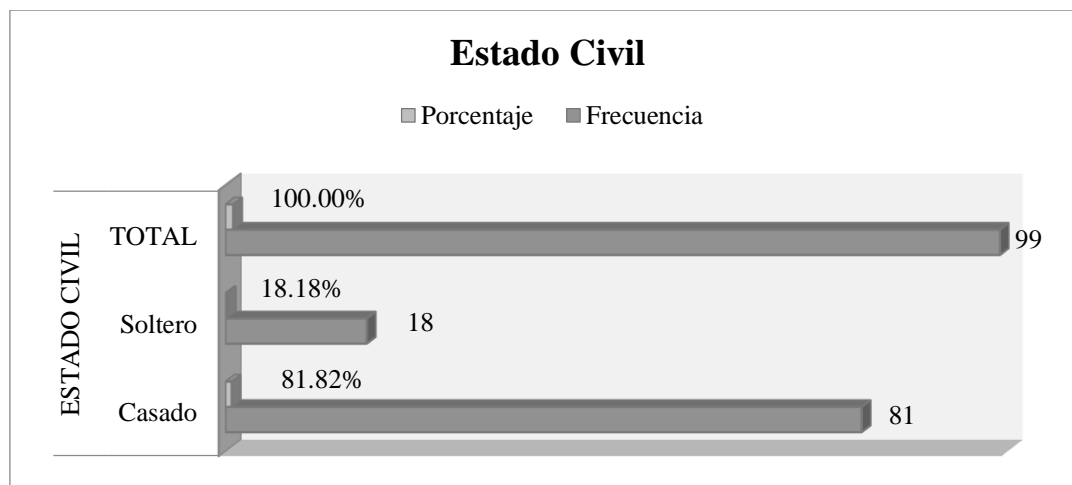 Estado Civil
Porcentaje Frecuencia
ESTADO CIVIL
TOTAL 100.00% 99
Soltero 18.18% 18
Casado 81.82% 81